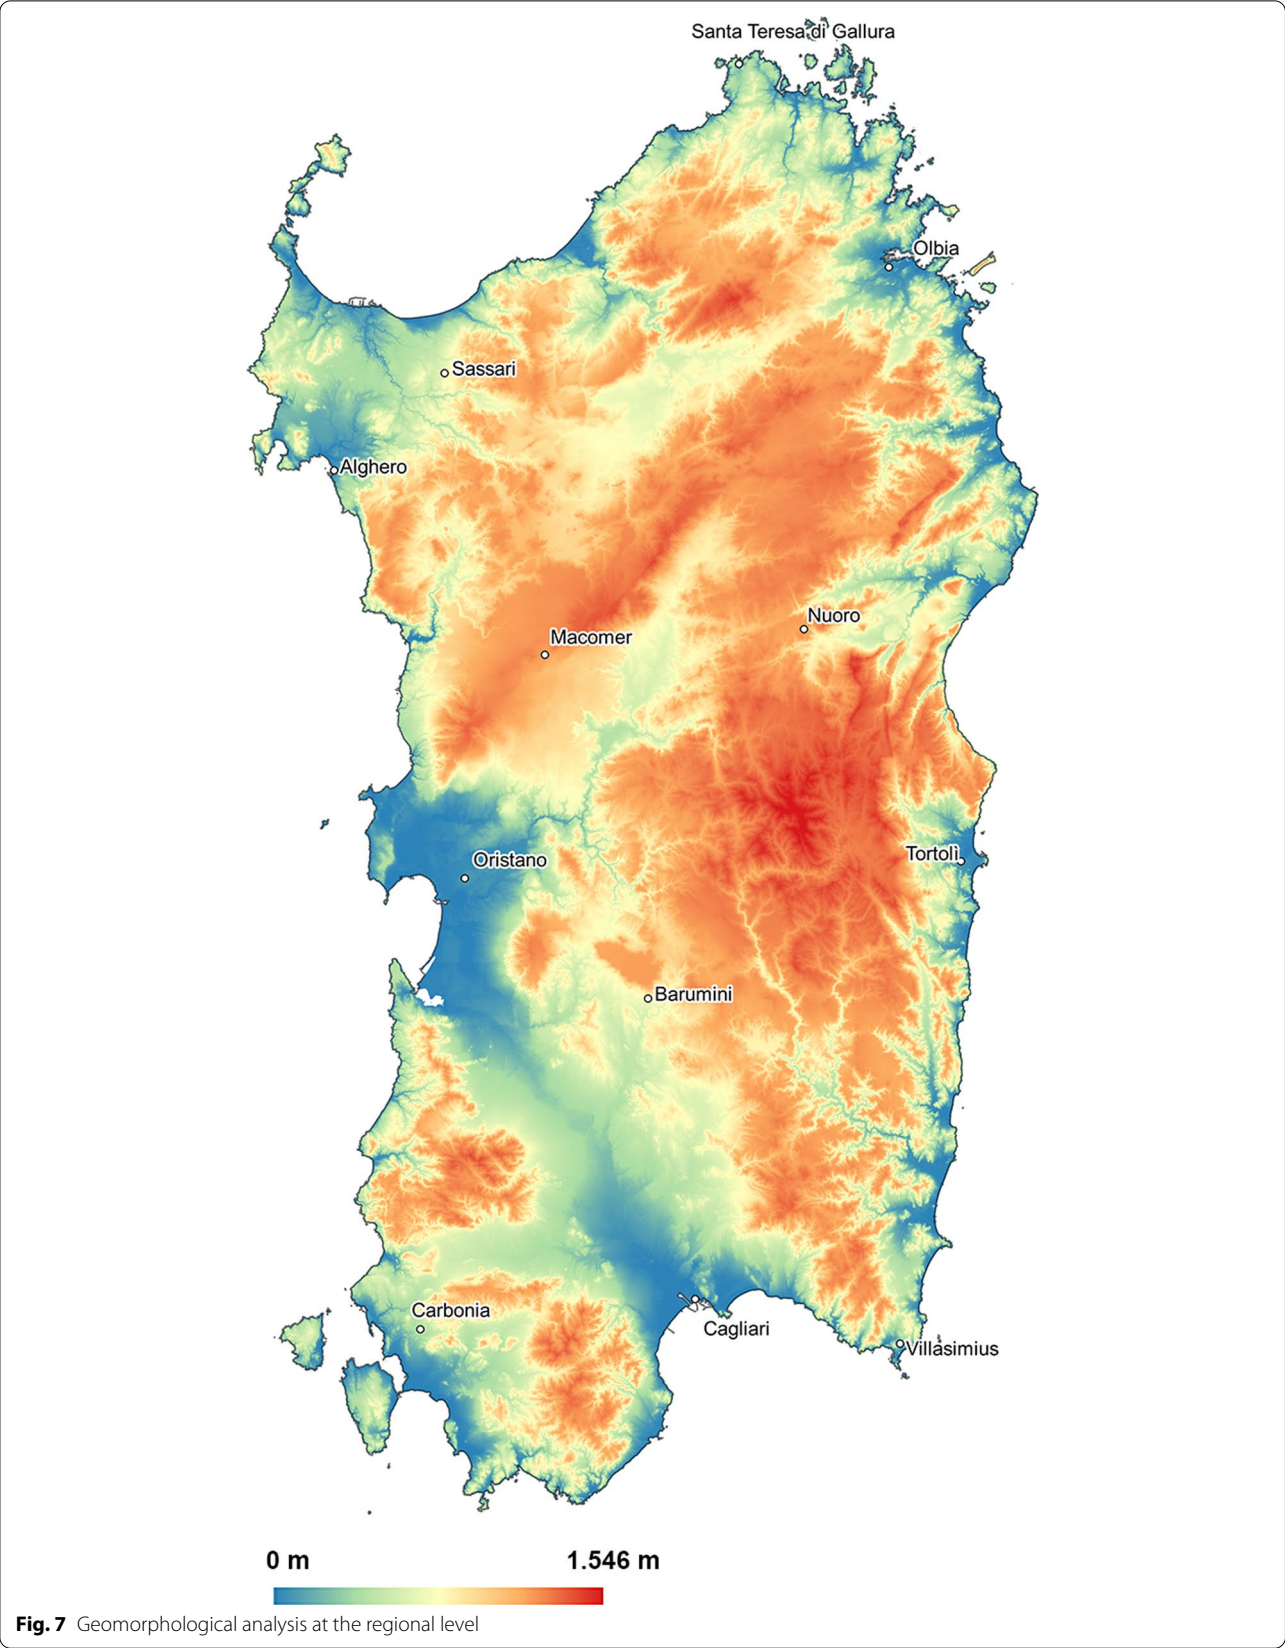 Santa Teresa di Gallura
Olbia
Sassari
Alghero
Nuoro
Macomer
Tortolì
Oristano
Barumini
Carbonia
Cagliari
Villasimius
0 m 1.546 m
Fig. 7 Geomorphological analysis at the regional level